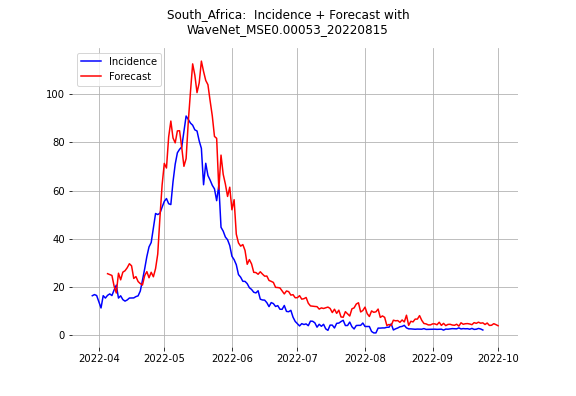 South_Africa:  Incidence + Forecast with
WaveNet_MSE0.00053_20220815
Incidence
Forecast
100
80
60
40
20
0
2022-04 2022-05 2022-06 2022-07 2022-08 2022-09 2022-10